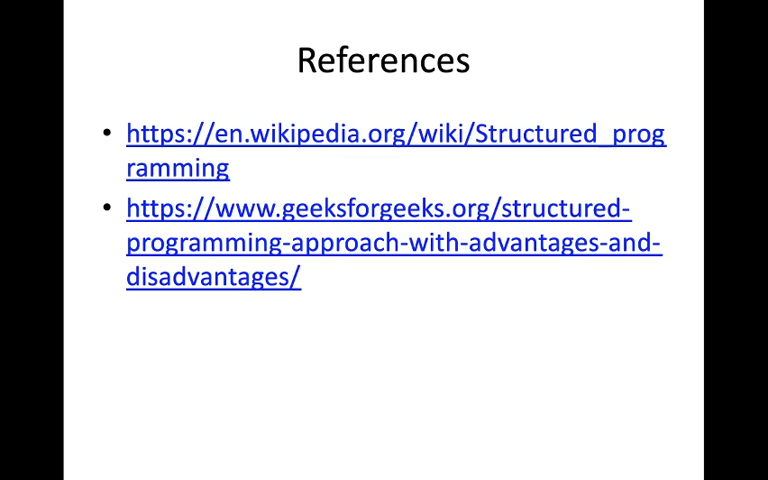 References
• https://en.wikipedia.org/wiki/Structured_prog
ramming
• https://www.geeksforgeeks.org/structured-
programming-approach-with-advantages-and-
disadvantages/